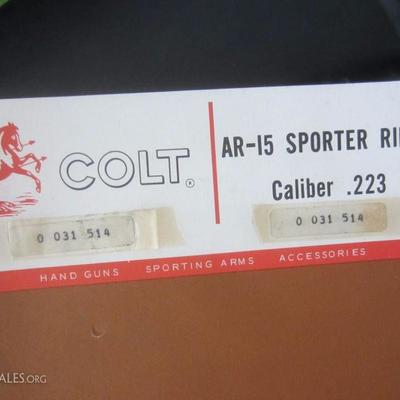 COLT®
AR-15 SPORTER
Caliber .223
0 031 514
0 031 514
HAND GUNS SPORTING ARMS ACCESSORIES
ALES.ORG